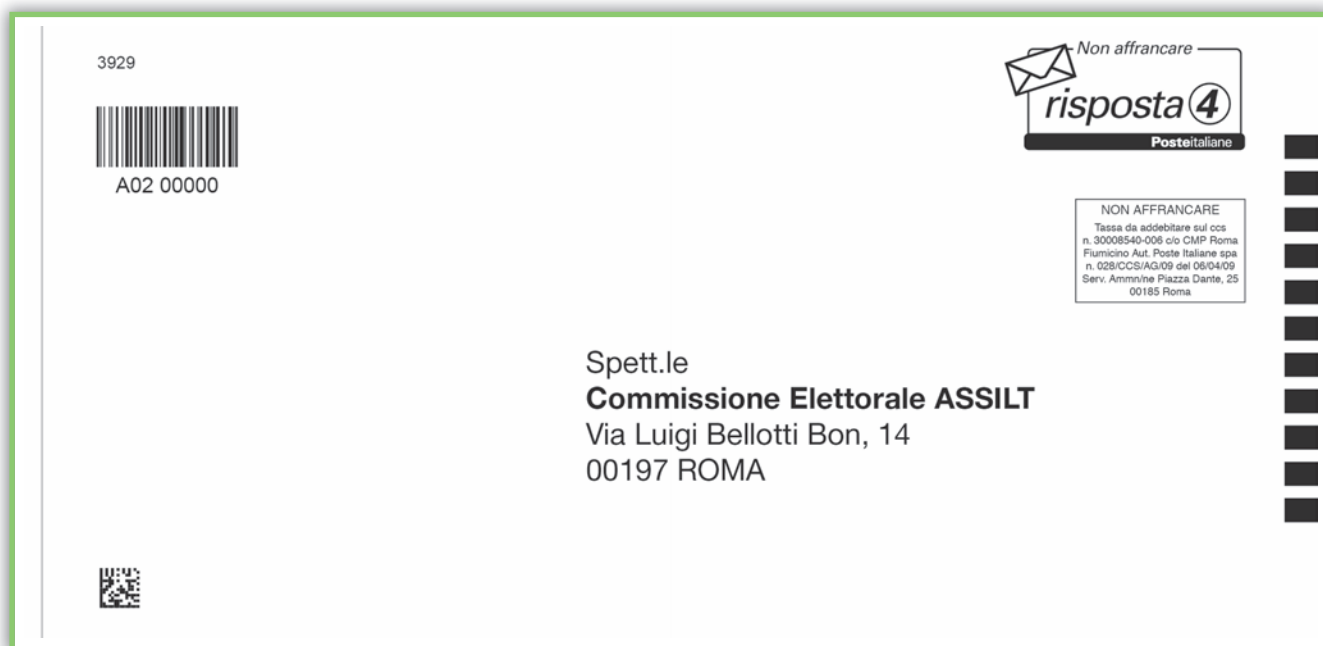 3929
A02 00000
Non affrancare
risposta 4
Posteitaliane
NON AFFRANCARE
Tassa da addebitare sul ccs
n. 30008540-006 c/o CMP Roma
Fiumicino Aut. Poste Italiane spa
n. 028/CCS/AG/09 del 06/04/09
Serv. Ammn/ne Piazza Dante, 25
00185 Roma
Spett.le
Commissione Elettorale ASSILT
Via Luigi Bellotti Bon, 14
00197 ROMA